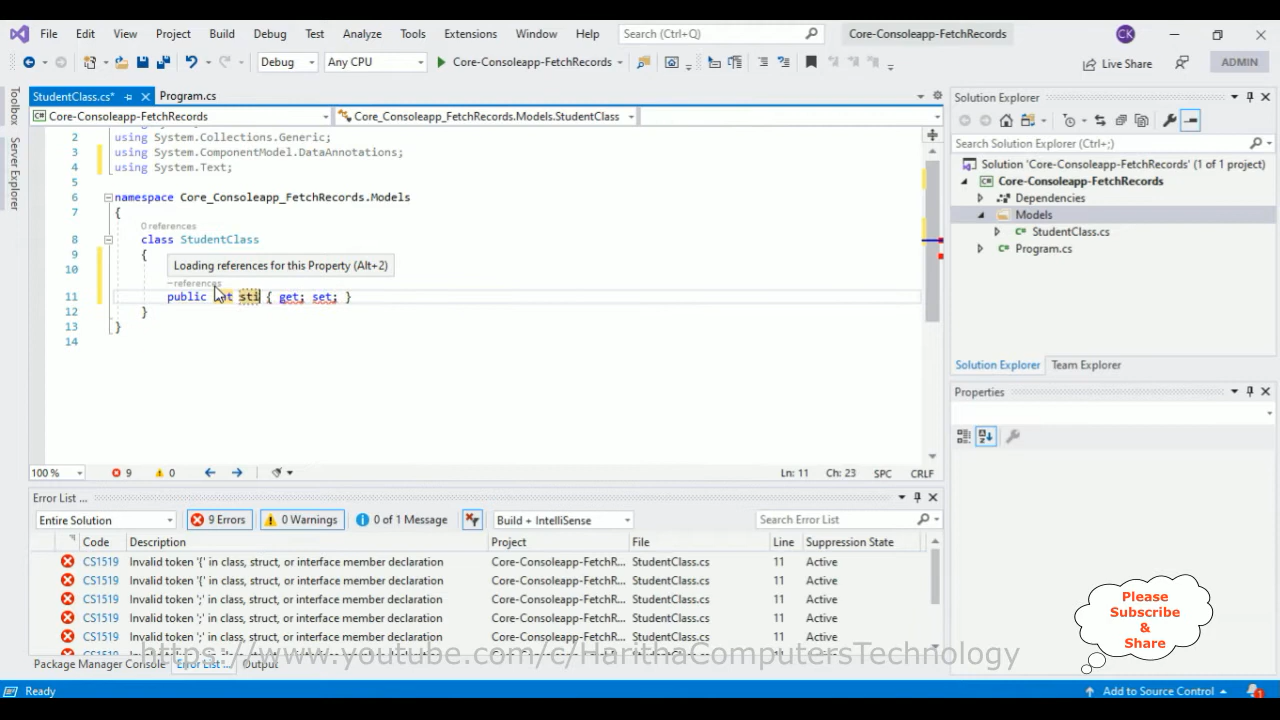 File Edit View Project Build Debug Test Analyze Tools Extensions Window Help Search (Ctrl+Q) Core-Consoleapp-FetchRecords CK
Debug Any CPU Core-Consoleapp-FetchRecords Live Share ADMIN
Toolbox
Server Explorer
StudentClass.cs* Program.cs
Core-Consoleapp-FetchRecords Core_Consoleapp_FetchRecords.Models.StudentClass
2 using System.Collections.Generic;
3 using System.ComponentModel.DataAnnotations;
4 using System.Text;
5
6 namespace Core_Consoleapp_FetchRecords.Models
7 {
0 references
8 class StudentClass
9 {
10 Loading references for this Property (Alt+2)
references
11 public sti { get; set; }
12 }
13 }
14
100 % 9 0 Ln: 11 Ch: 23 SPC CRLF
Solution Explorer
Search Solution Explorer (Ctrl+;)
Solution 'Core-Consoleapp-FetchRecords' (1 of 1 project)
Core-Consoleapp-FetchRecords
Dependencies
Models
StudentClass.cs
Program.cs
Solution Explorer Team Explorer
Properties
Error List ...
Entire Solution 9 Errors 0 Warnings 0 of 1 Message Build + IntelliSense Search Error List
Code Description Project File Line Suppression State
CS1519 Invalid token '{' in class, struct, or interface member declaration Core-Consoleapp-FetchR... StudentClass.cs 11 Active
CS1519 Invalid token '{' in class, struct, or interface member declaration Core-Consoleapp-FetchR... StudentClass.cs 11 Active
CS1519 Invalid token ';' in class, struct, or interface member declaration Core-Consoleapp-FetchR... StudentClass.cs 11 Active
CS1519 Invalid token ';' in class, struct, or interface member declaration Core-Consoleapp-FetchR... StudentClass.cs 11 Active
CS1519 Invalid token ';' in class, struct, or interface member declaration Core-Consoleapp-FetchR... StudentClass.cs 11 Active
Please
Subscribe
&
Share
https://www.youtube.com/c/HarithaComputersTechnology
Package Manager Console Error List ... Output
Ready Add to Source Control 1